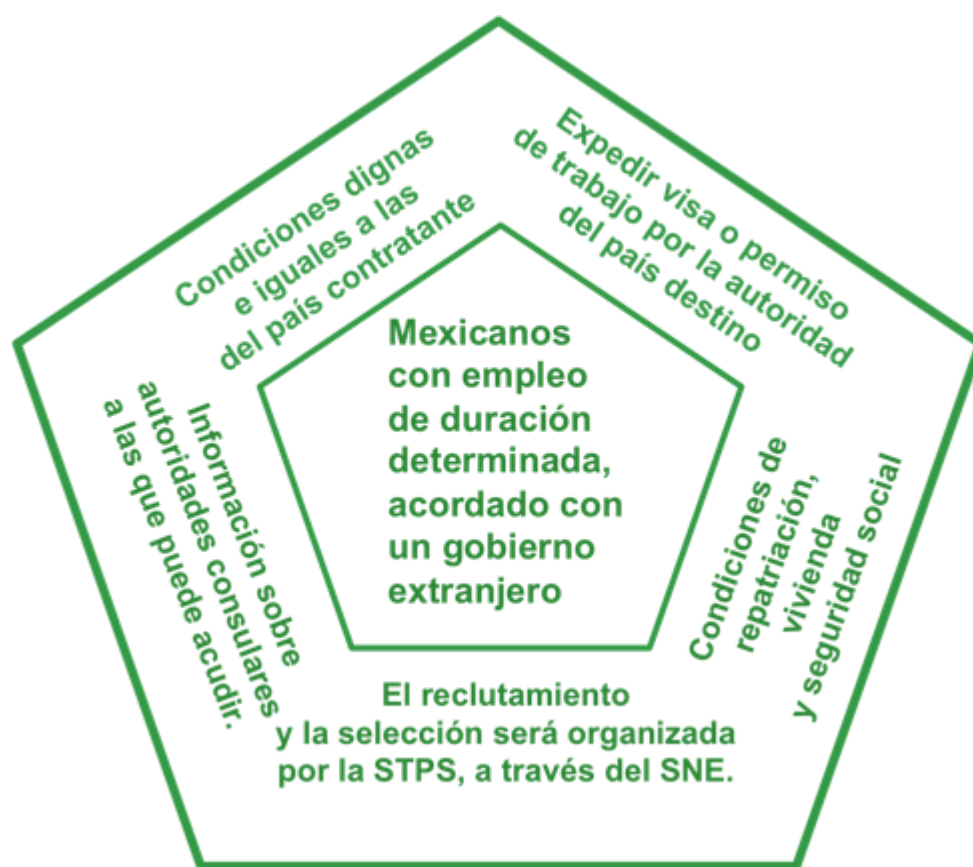 Condiciones dignas
e iguales a las
del país contratante
Expedir visa o permiso
de trabajo por la autoridad
del país destino
Mexicanos
con empleo
de duración
determinada,
acordado con
un gobierno
extranjero
Información sobre
autoridades consulares
a las que puede acudir.
Condiciones de
repatriación,
vivienda
y seguridad social
El reclutamiento
y la selección será organizada
por la STPS, a través del SNE.